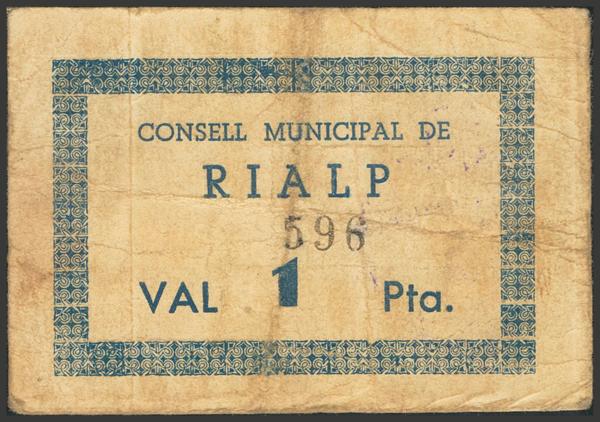 CONSELL MUNICIPAL DE
RIALP
596
VAL 1 Pta.